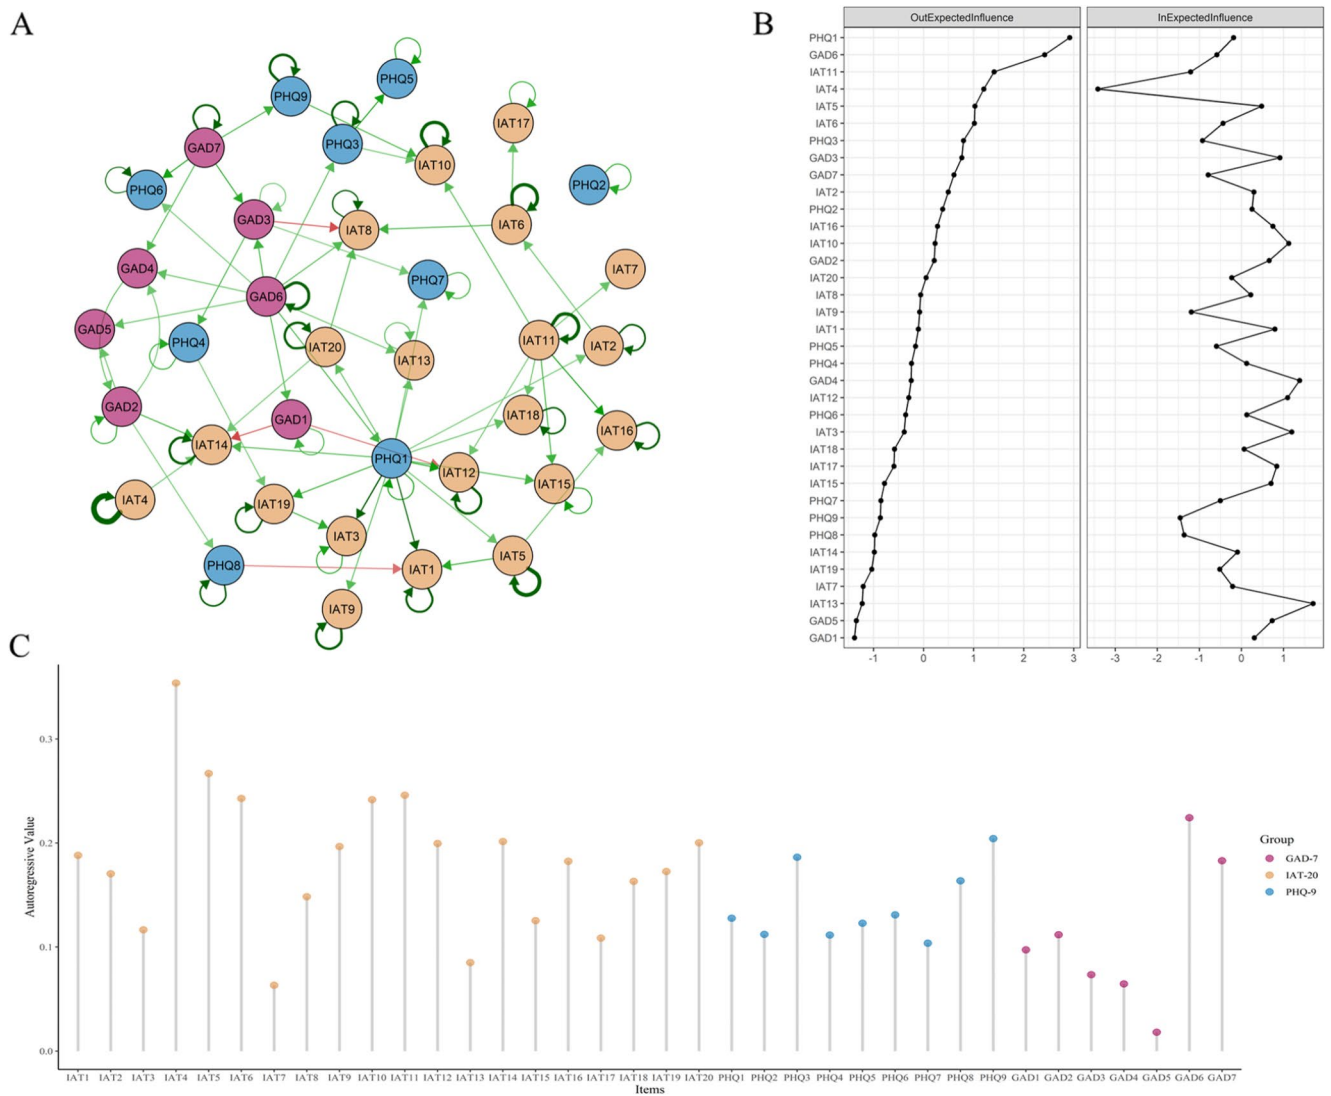 A
PHQ5
PHQ9
IAT17
PHQ3
GAD7
IAT10
PHQ2
PHQ6
GAD3
IAT6
IAT8
GAD4
IAT7
PHQ7
GAD6
GAD5
PHQ4
IAT11
IAT2
IAT20
IAT13
GAD2
IAT18
GAD1
IAT16
IAT14
PHQ1
IAT12
IAT15
IAT4
IAT19
IAT3
IAT5
PHQ8
IAT1
IAT9
B
OutExpectedInfluence InExpectedInfluence
PHQ1
GAD6
IAT11
IAT4
IAT5
IAT6
PHQ3
GAD3
GAD7
IAT2
PHQ2
IAT16
IAT10
GAD2
IAT20
IAT8
IAT9
IAT1
PHQ5
PHQ4
GAD4
IAT12
PHQ6
IAT3
IAT18
IAT17
IAT15
PHQ7
PHQ9
PHQ8
IAT14
IAT19
IAT7
IAT13
GAD5
GAD1
-1 0 1 2 3 -3 -2 -1 0 1
C
Autoregressive Value
0.3
0.2
0.1
0.0
IAT1 IAT2 IAT3 IAT4 IAT5 IAT6 IAT7 IAT8 IAT9 IAT10 IAT11 IAT12 IAT13 IAT14 IAT15 IAT16 IAT17 IAT18 IAT19 IAT20 PHQ1 PHQ2 PHQ3 PHQ4 PHQ5 PHQ6 PHQ7 PHQ8 PHQ9 GAD1 GAD2 GAD3 GAD4 GAD5 GAD6 GAD7
Items
Group
GAD-7
IAT-20
PHQ-9